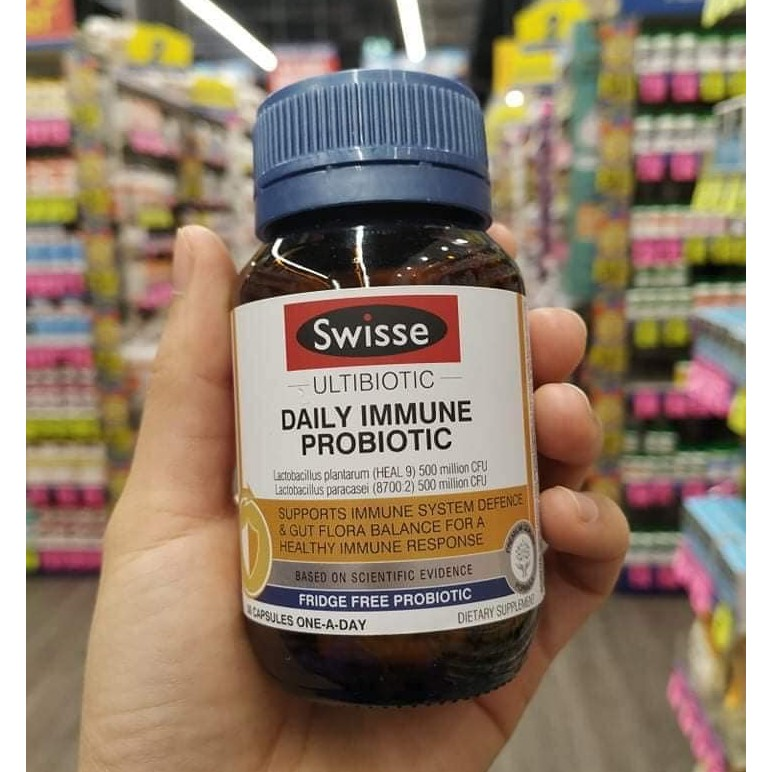 Swisse
ULTIBIOTIC
DAILY IMMUNE
PROBIOTIC
Lactobacillus plantarum (HEAL 9) 500 million CFU
Lactobacillus paracasei (8700:2) 500 million CFU
SUPPORTS IMMUNE SYSTEM DEFENCE
& GUT FLORA BALANCE FOR A
HEALTHY IMMUNE RESPONSE
BASED ON SCIENTIFIC EVIDENCE
FRIDGE FREE PROBIOTIC
CAPSULES ONE-A-DAY
DIETARY SUPPLEMENT